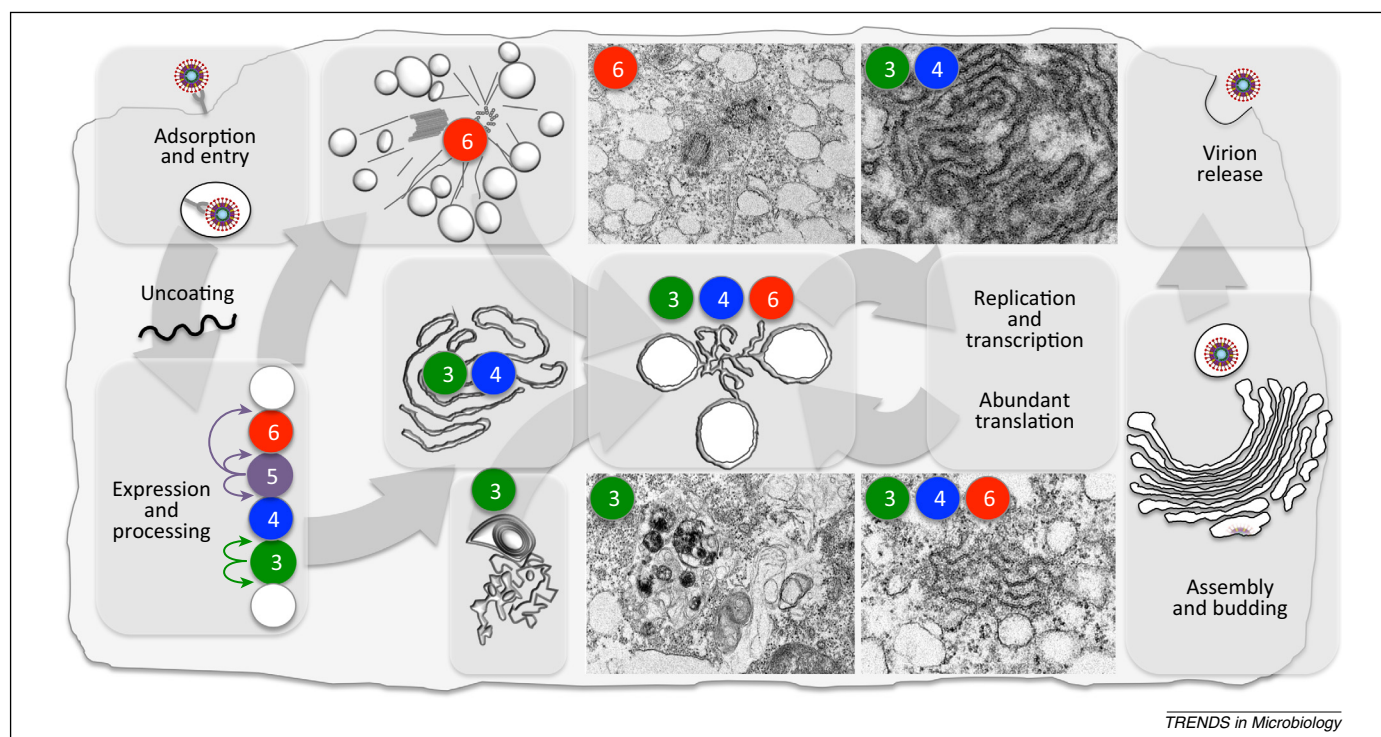 Adsorption
and entry
6
6
3 4
Virion
release
Uncoating
3 4
3 4 6
Replication
and
transcription
Abundant
translation
Expression
and
processing
6
5
4
3
3
3
3 4 6
Assembly
and budding
TRENDS in Microbiology